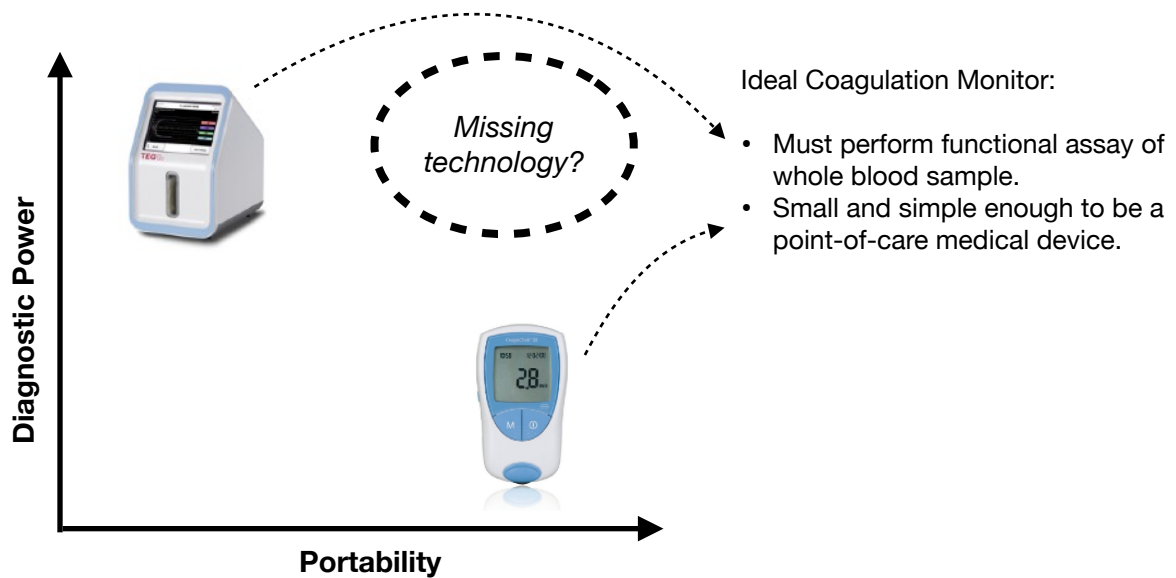 Missing
technology?
Ideal Coagulation Monitor:
• Must perform functional assay of
whole blood sample.
• Small and simple enough to be a
point-of-care medical device.
Diagnostic Power
TEG
2.8
M
Portability